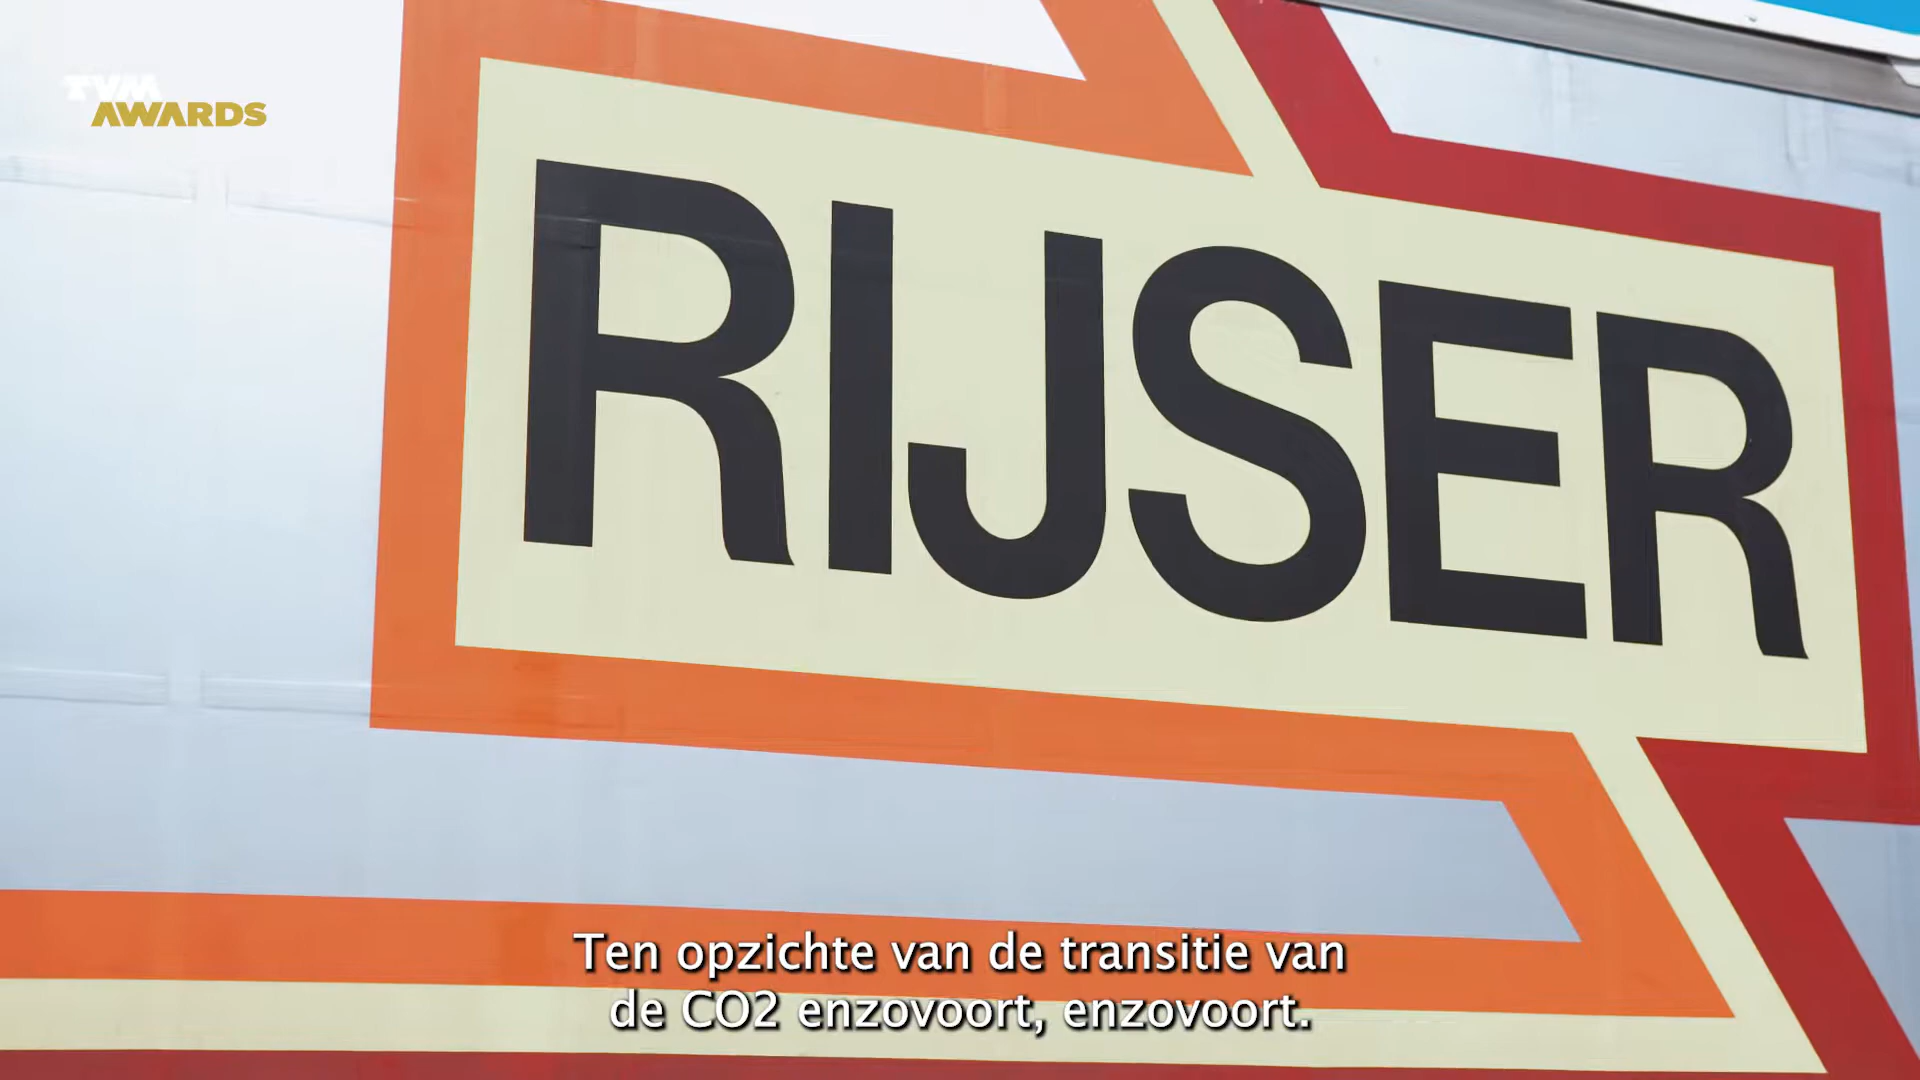 TVM
AWARDS
RIJSER
Ten opzichte van de transitie van
de CO2 enzovoort, enzovoort.